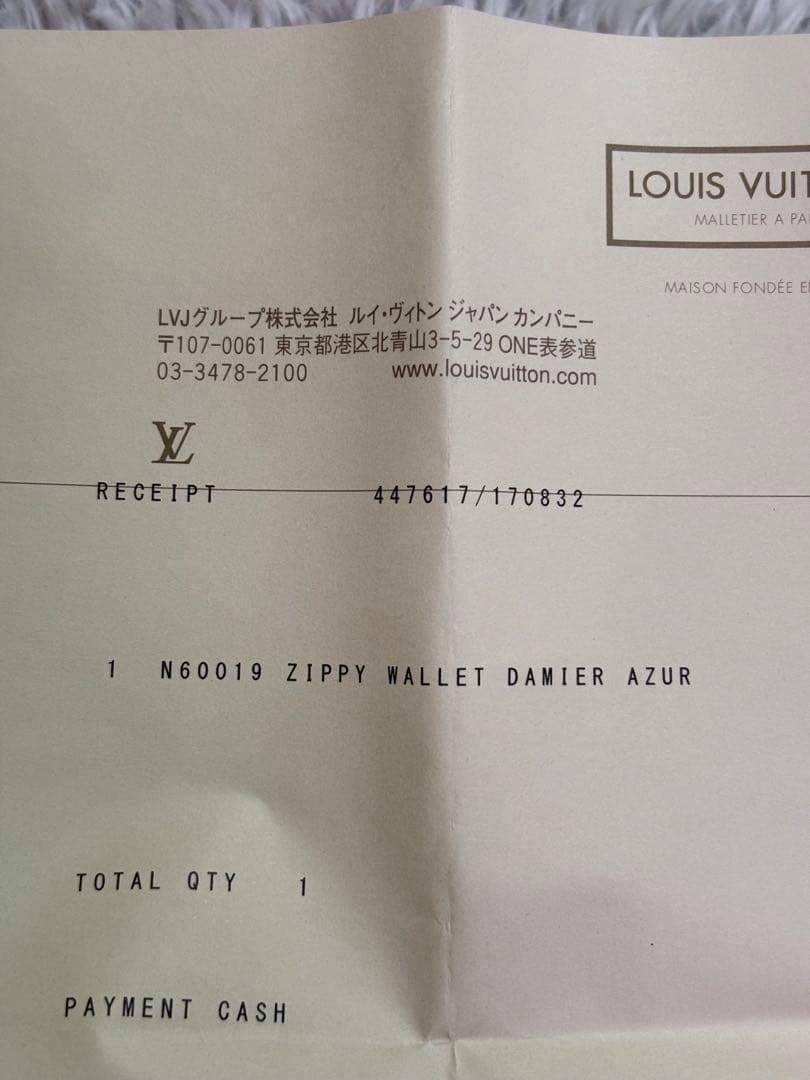 LOUIS VUIT
MALLETIER A PA
MAISON FONDÉE E
LVJグループ株式会社 ルイ・ヴィトン ジャパン カンパニー
〒107-0061 東京都港区北青山3-5-29 ONE表参道
03-3478-2100 www.louisvuitton.com
LV
RECEIPT 447617/170832
1 N60019 ZIPPY WALLET DAMIER AZUR
TOTAL QTY 1
PAYMENT CASH